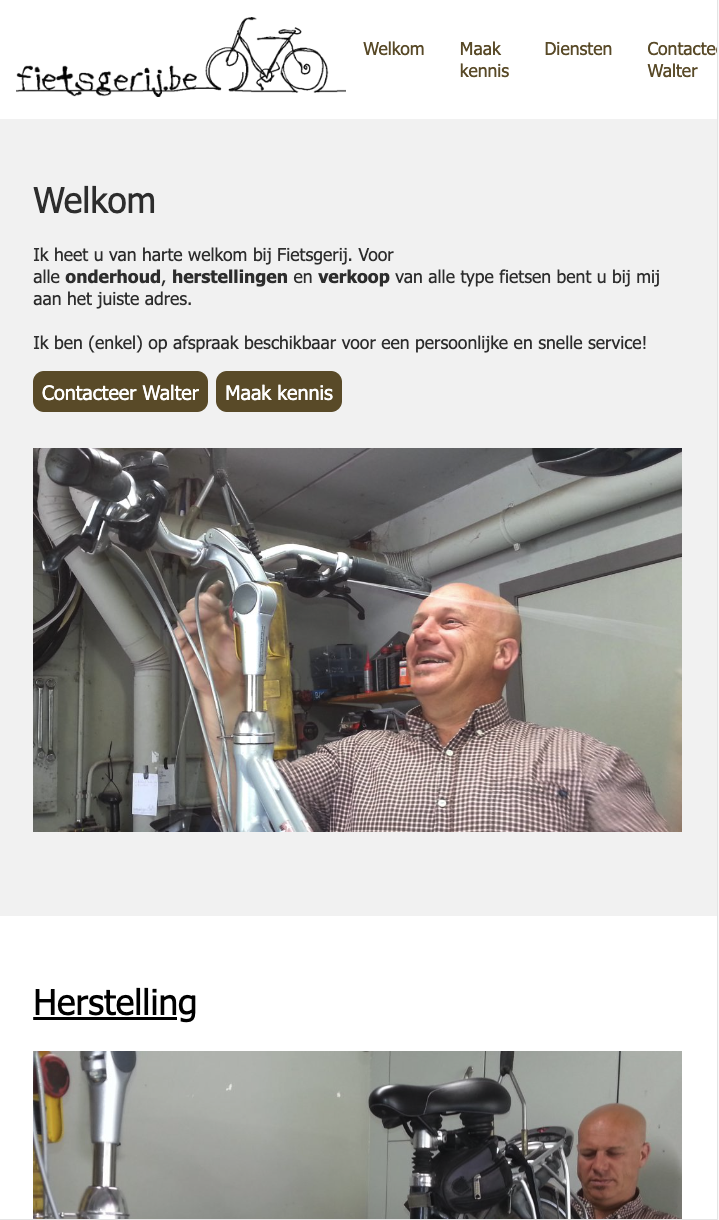 fietsgerij.be
Welkom
Maak kennis
Diensten
Walter
Welkom
Ik heet u van harte welkom bij Fietsgerij. Voor
alle onderhoud, herstellingen en verkoop van alle type fietsen bent u bij mij
aan het juiste adres.
Ik ben (enkel) op afspraak beschikbaar voor een persoonlijke en snelle service!
Contacteer Walter
Maak kennis
Herstelling